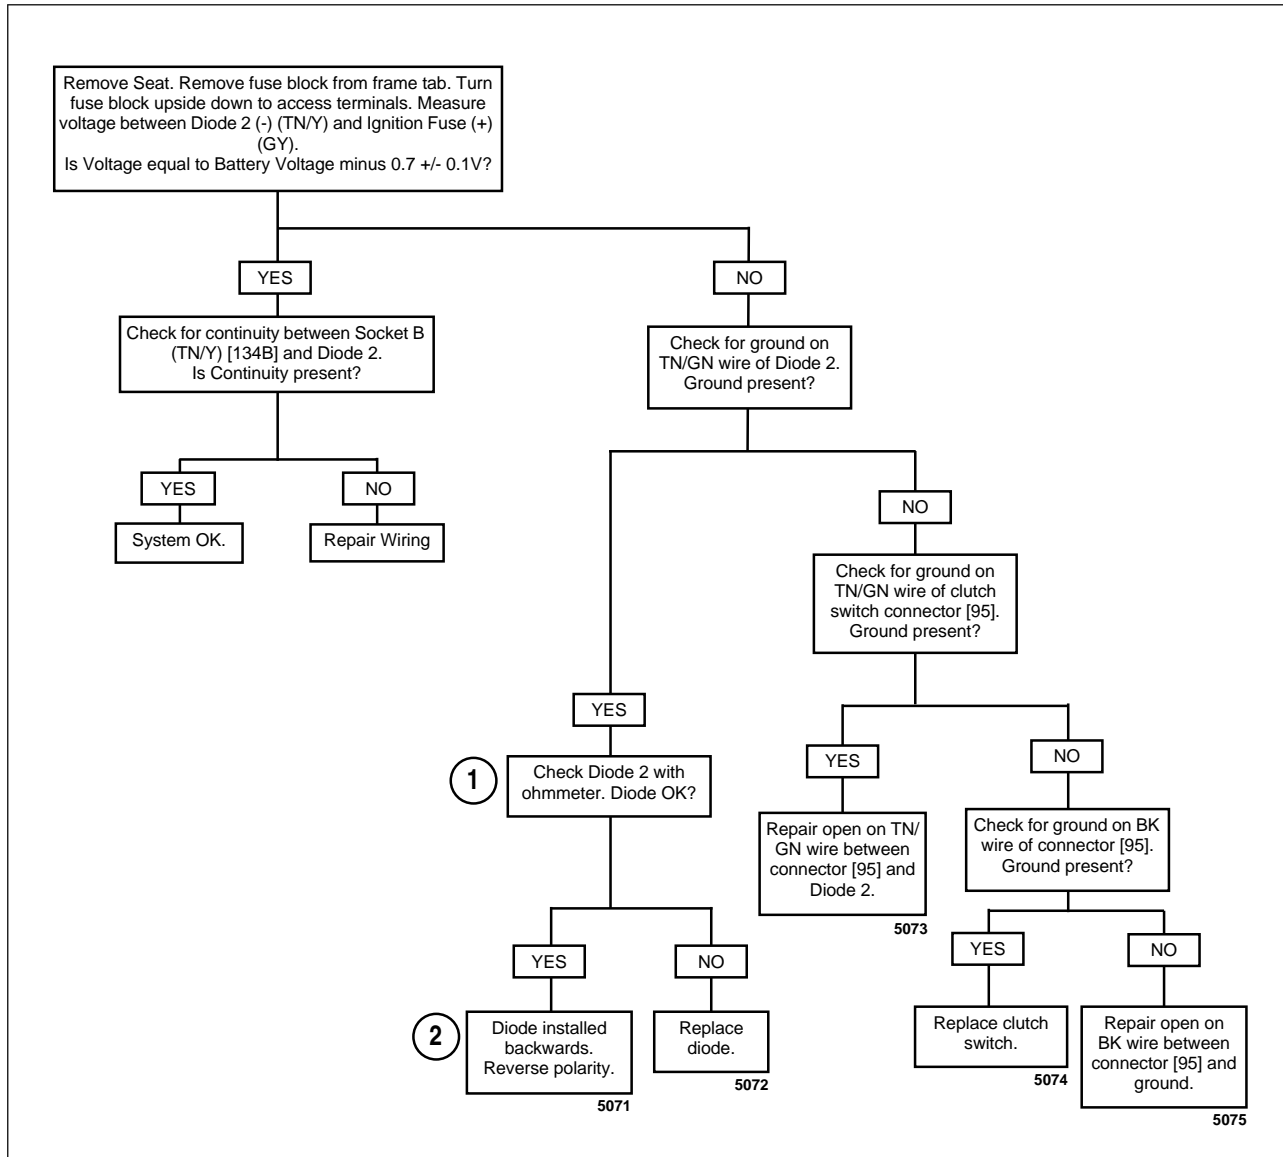 Remove Seat. Remove fuse block from frame tab. Turn
fuse block upside down to access terminals. Measure
voltage between Diode 2 (-) (TN/Y) and Ignition Fuse (+)
(GY).
Is Voltage equal to Battery Voltage minus 0.7 +/- 0.1V?
YES
NO
Check for continuity between Socket B
(TN/Y) [134B] and Diode 2.
Is Continuity present?
Check for ground on
TN/GN wire of Diode 2.
Ground present?
YES
NO
System OK.
Repair Wiring
NO
Check for ground on
TN/GN wire of clutch
switch connector [95].
Ground present?
YES
1
Check Diode 2 with
ohmmeter. Diode OK?
YES
NO
Repair open on TN/
GN wire between
connector [95] and
Diode 2.
5073
Check for ground on BK
wire of connector [95].
Ground present?
YES
NO
YES
NO
2
Diode installed
backwards.
Reverse polarity.
5071
Replace
diode.
5072
Replace clutch
switch.
5074
Repair open on
BK wire between
connector [95] and
ground.
5075